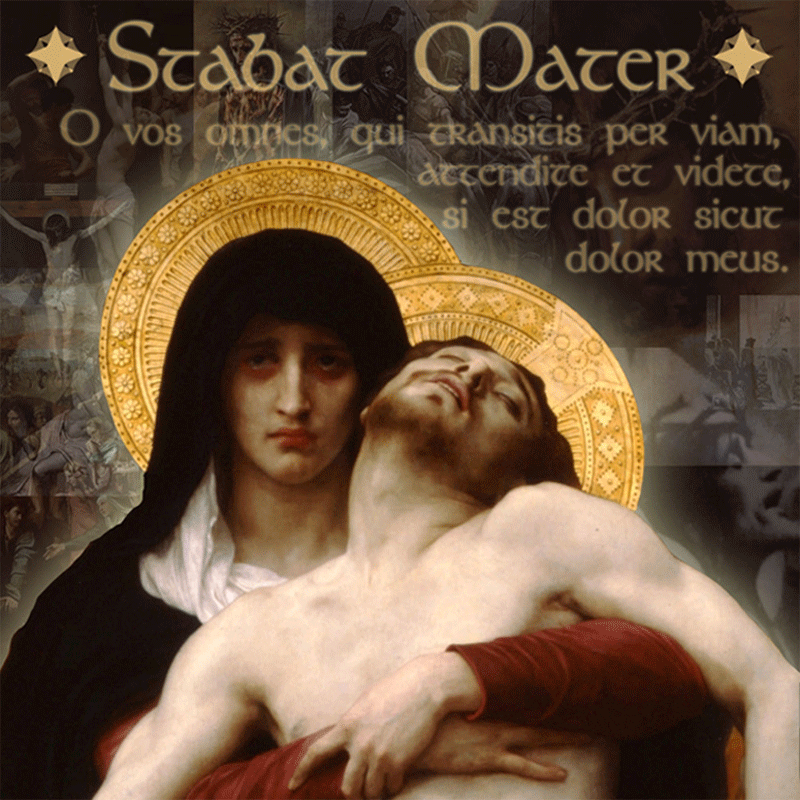 Stabat Mater
O vos omnes, qui transitis per viam,
attendite et videte,
si est dolor sicut
dolor meus.